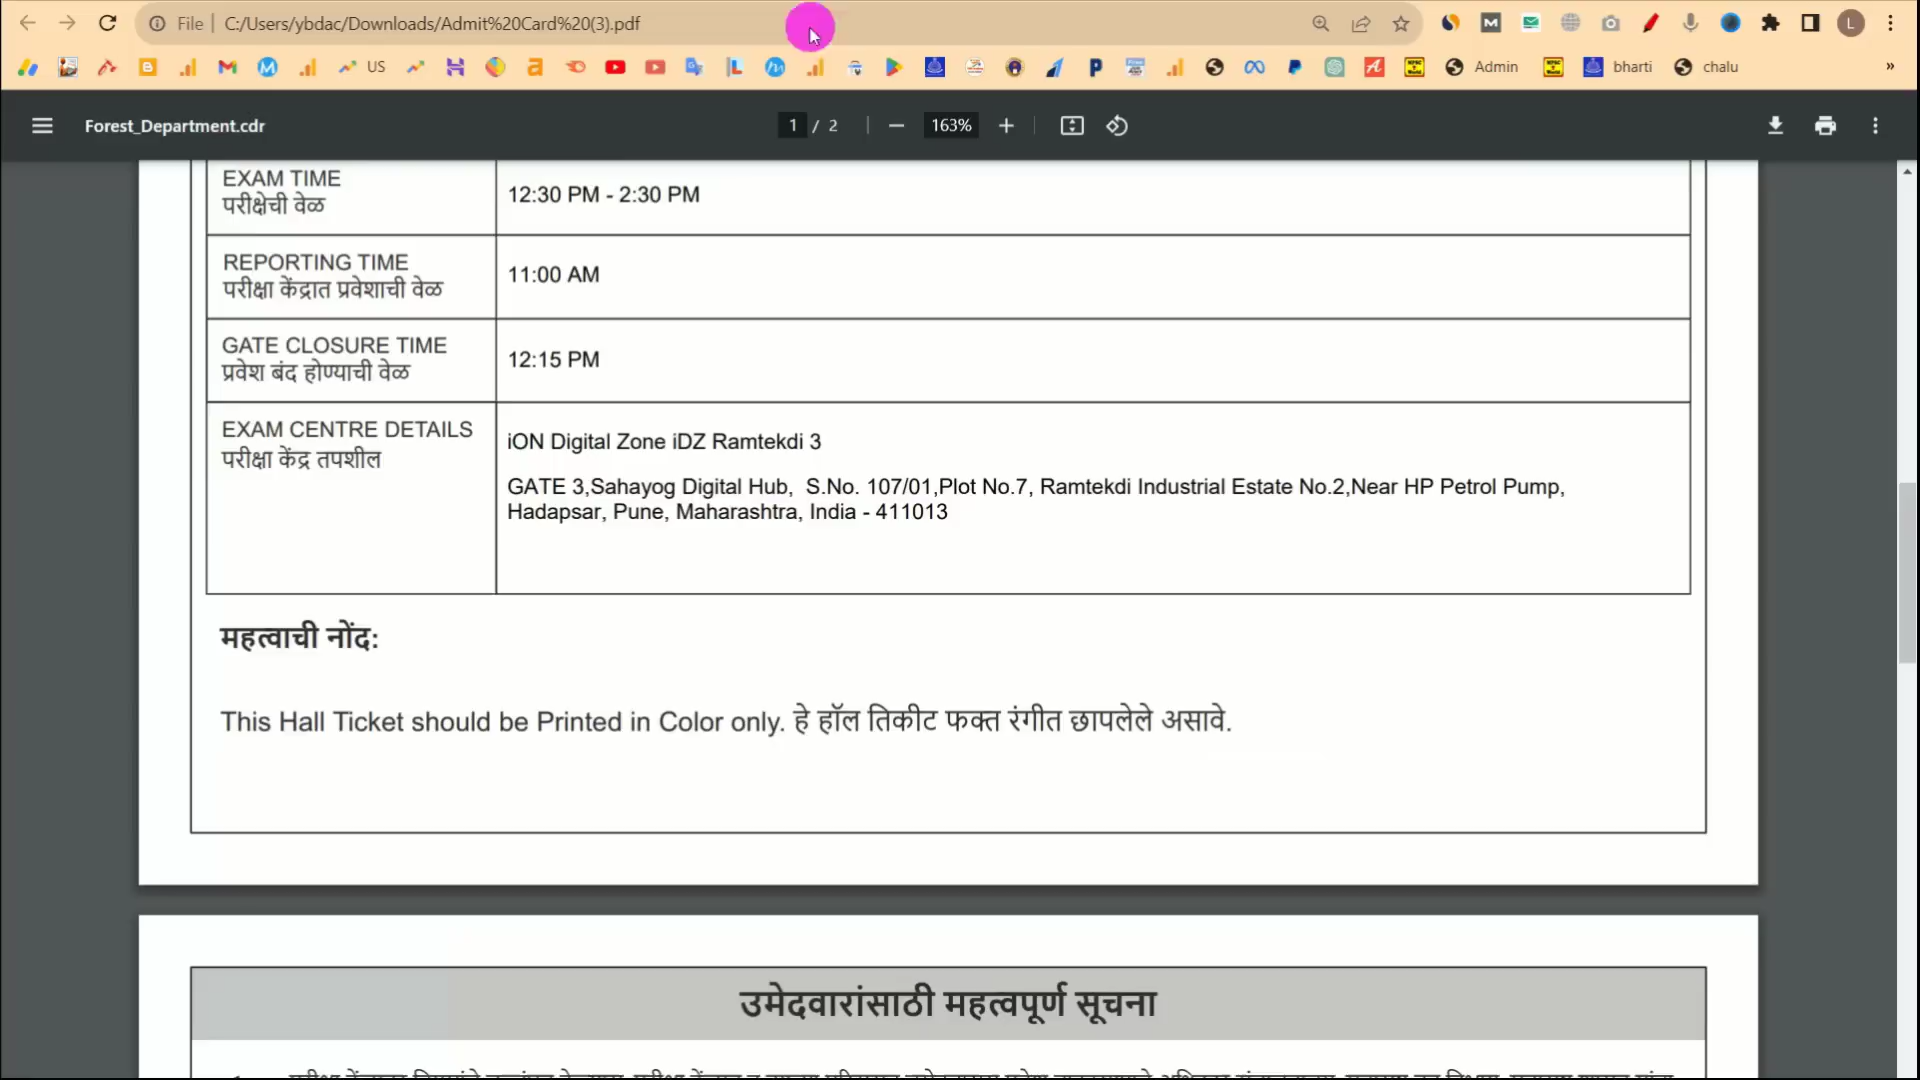 File | C:/Users/ybdac/Downloads/Admit%20Card%20(3).pdf
US
Admin
bharti
chalu
»
Forest_Department.cdr
1 / 2
163%
EXAM TIME
परीक्षेची वेळ
12:30 PM - 2:30 PM
REPORTING TIME
परीक्षा केंद्रात प्रवेशाची वेळ
11:00 AM
GATE CLOSURE TIME
प्रवेश बंद होण्याची वेळ
12:15 PM
EXAM CENTRE DETAILS
परीक्षा केंद्र तपशील
iON Digital Zone iDZ Ramtekdi 3
GATE 3,Sahayog Digital Hub, S.No. 107/01,Plot No.7, Ramtekdi Industrial Estate No.2,Near HP Petrol Pump,
Hadapsar, Pune, Maharashtra, India - 411013
महत्वाची नोंद:
This Hall Ticket should be Printed in Color only. हे हॉल तिकीट फक्त रंगीत छापलेले असावे.
उमेदवारांसाठी महत्वपूर्ण सूचना